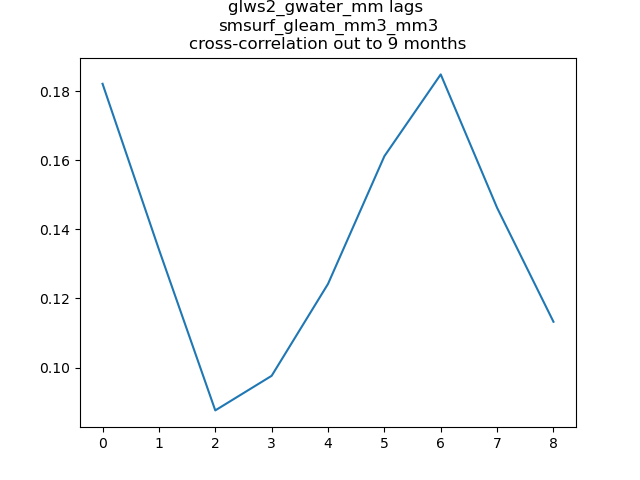 glws2_gwater_mm lags
smsurf_gleam_mm3_mm3
cross-correlation out to 9 months
0.18
0.16
0.14
0.12
0.10
0 1 2 3 4 5 6 7 8